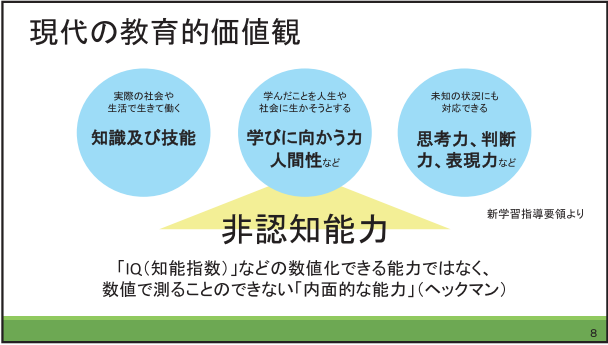 現代の教育的価値観
実際の社会や
生活で生きて働く
知識及び技能
学んだことを人生や
社会に生かそうとする
学びに向かう力
人間性など
未知の状況にも
対応できる
思考力、判断
力、表現力など
新学習指導要領より
非認知能力
「IQ（知能指数）」などの数値化できる能力ではなく、
数値で測ることのできない「内面的な能力」（ヘックマン）
8